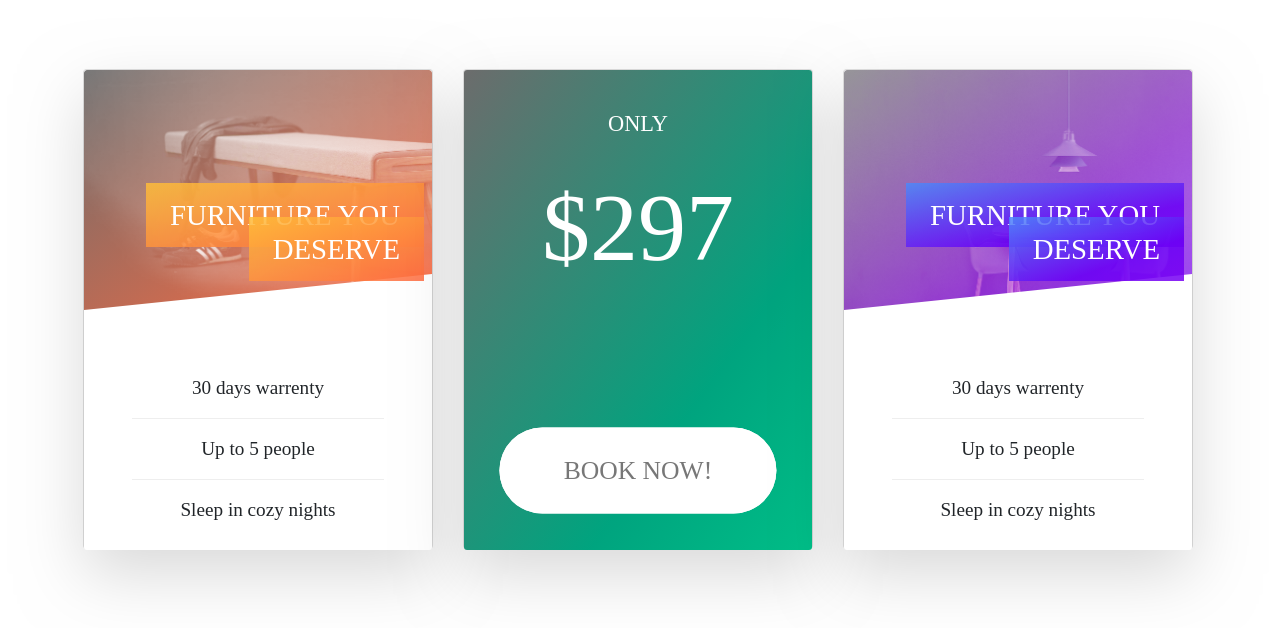 FURNITURE YOU
DESERVE
30 days warrenty
Up to 5 people
Sleep in cozy nights
ONLY
$297
BOOK NOW!
FURNITURE YOU
DESERVE
30 days warrenty
Up to 5 people
Sleep in cozy nights